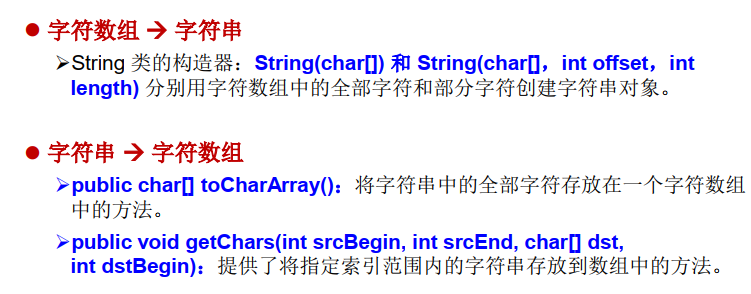 ● 字符数组 → 字符串
➢String 类的构造器：String(char[]) 和 String(char[]，int offset，int
length) 分别用字符数组中的全部字符和部分字符创建字符串对象。
● 字符串 → 字符数组
➢public char[] toCharArray()：将字符串中的全部字符存放在一个字符数组
中的方法。
➢public void getChars(int srcBegin, int srcEnd, char[] dst,
int dstBegin)：提供了将指定索引范围内的字符串存放到数组中的方法。